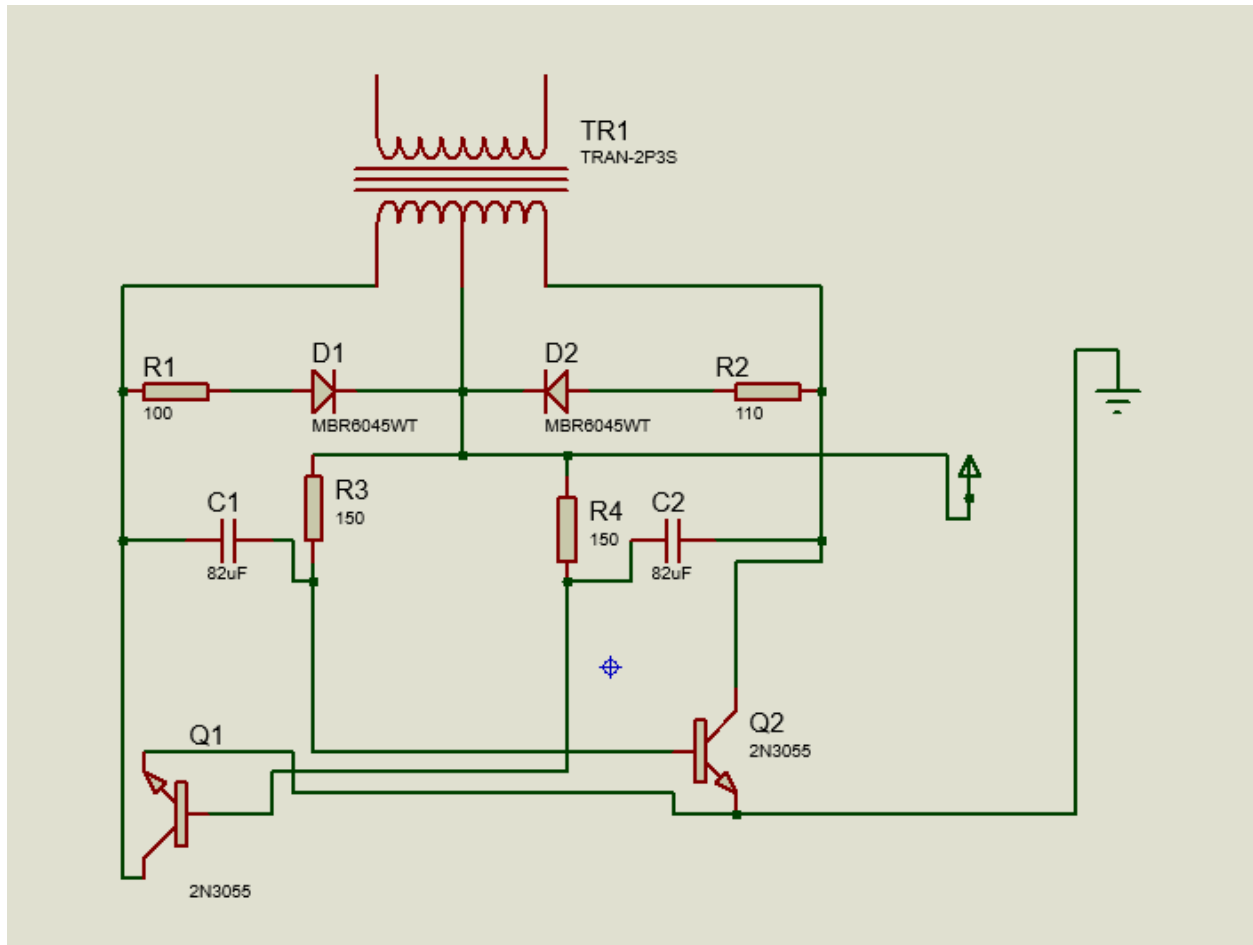 TR1
TRAN-2P3S
R1
100
D1
MBR6045WT
D2
MBR6045WT
R2
110
C1
82uF
R3
150
R4
150
C2
82uF
Q1
2N3055
Q2
2N3055